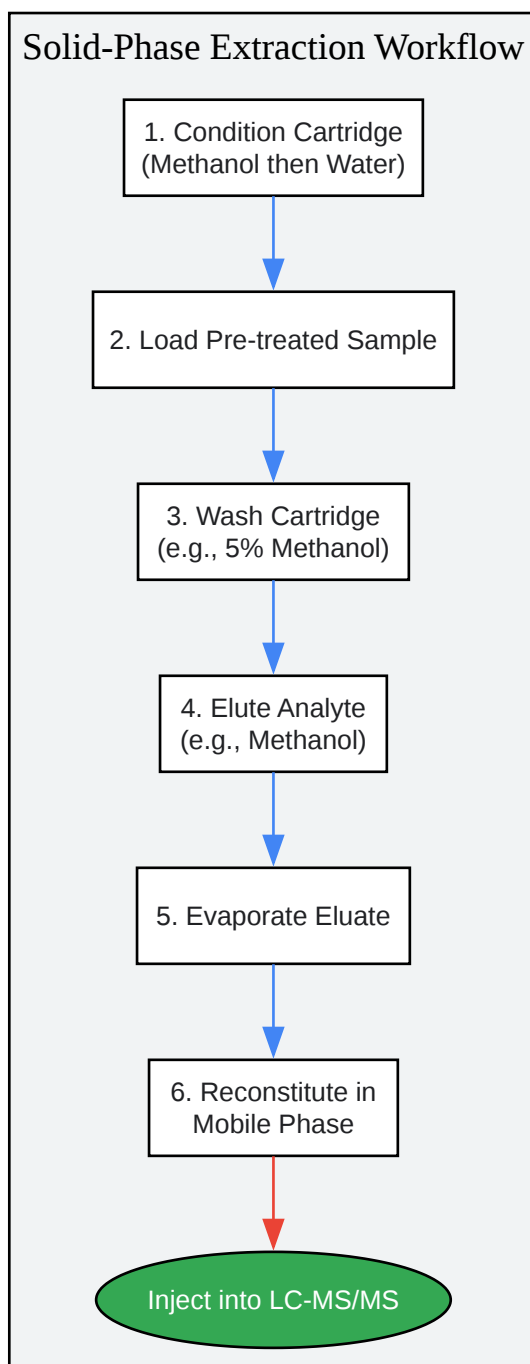 Solid-Phase Extraction Workflow
1. Condition Cartridge
(Methanol then Water)
2. Load Pre-treated Sample
3. Wash Cartridge
(e.g., 5% Methanol)
4. Elute Analyte
(e.g., Methanol)
5. Evaporate Eluate
6. Reconstitute in
Mobile Phase
Inject into LC-MS/MS